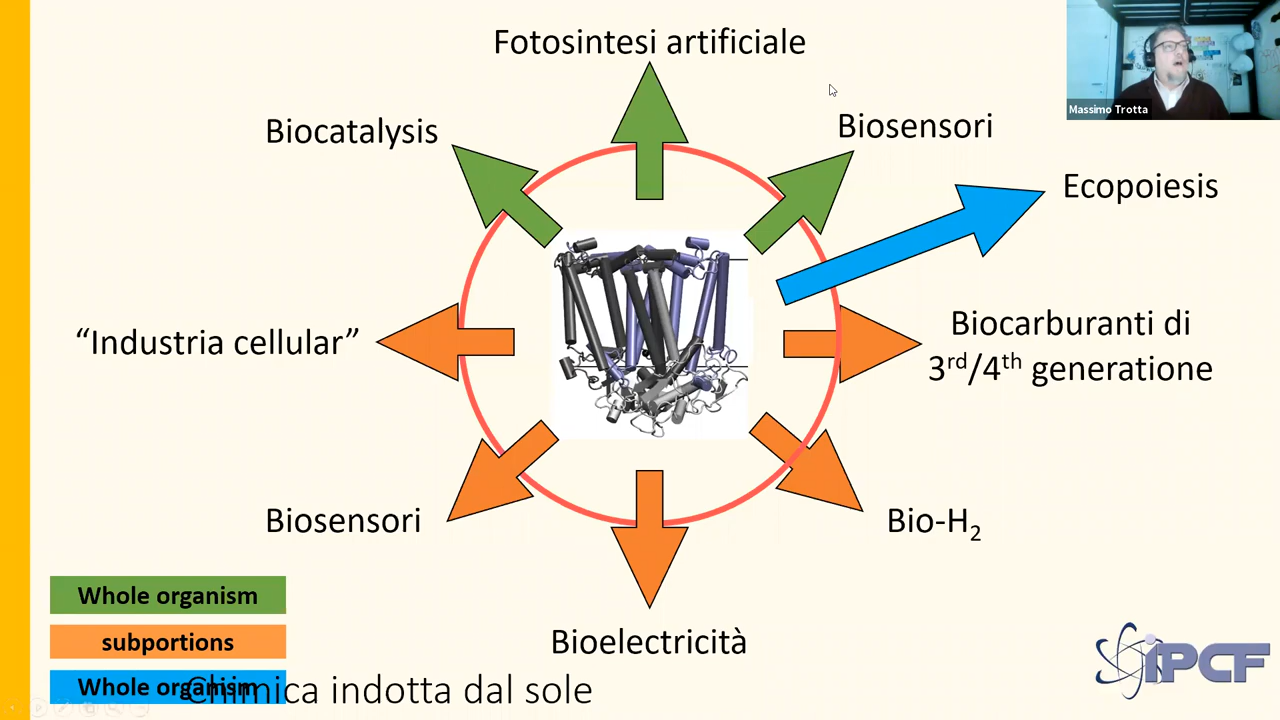 Fotosintesi artificiale
Massimo Trotta
Biosensori
Biocatalysis
Ecopoiesis
Biocarburanti di
3rd/4th generatione
“Industria cellular”
Biosensori
Bio-H2
Bioelectricità
Whole organism
subportions
Whole organism
Chimica indotta dal sole
iPCF